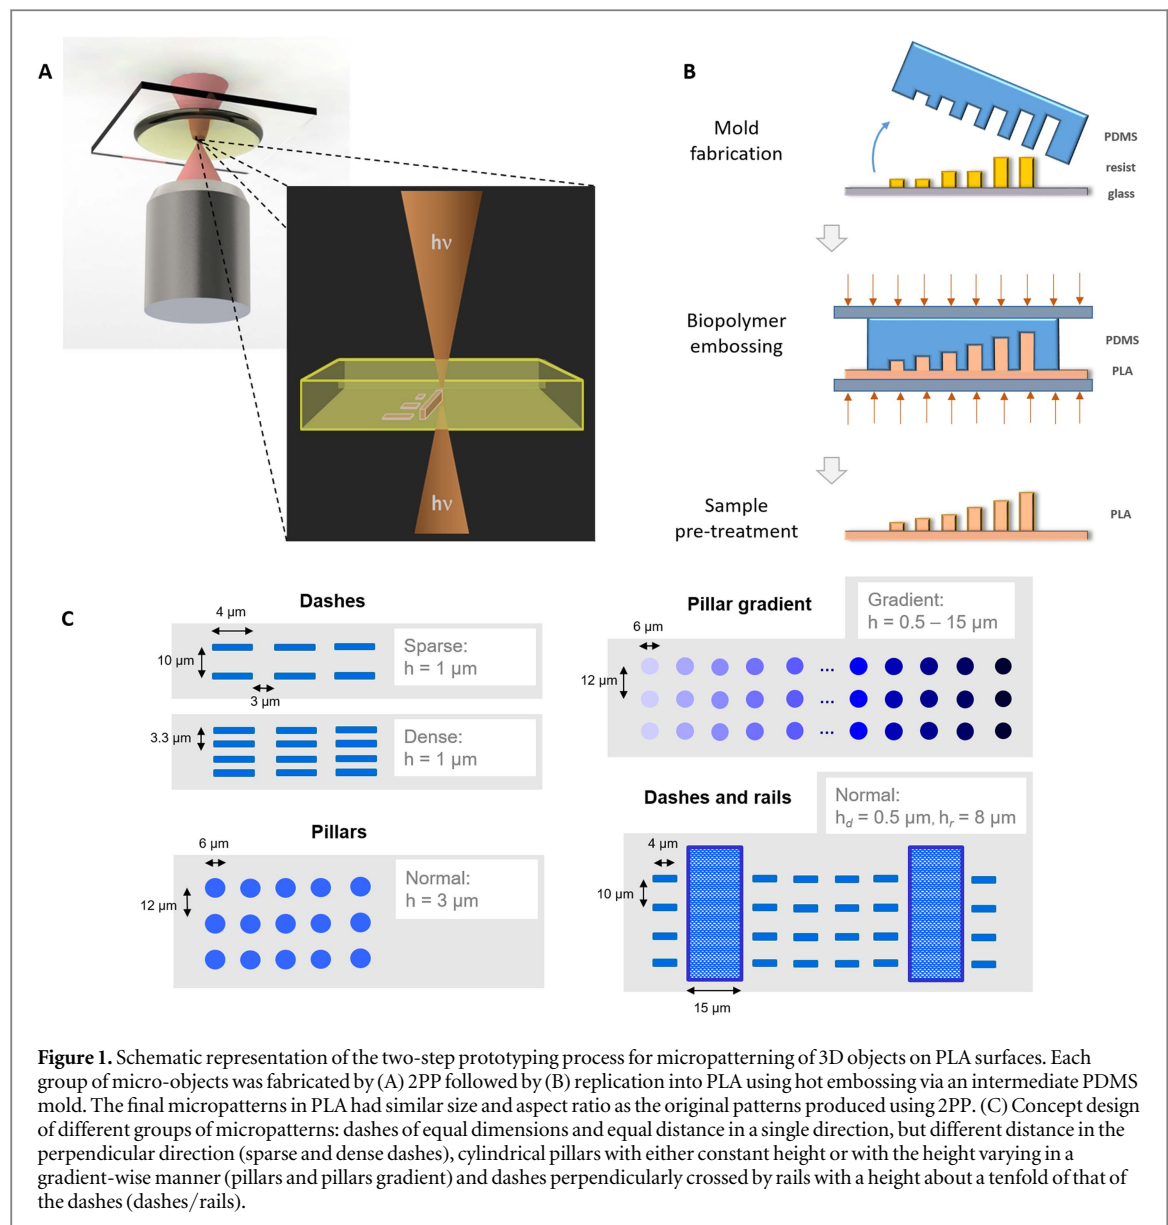 A
hν
hν
B
Mold
fabrication
PDMS
resist
glass
Biopolymer
embossing
PDMS
PLA
Sample
pre-treatment
PLA
C
Dashes
4 µm
10 µm
3 µm
Sparse:
h = 1 µm
3.3 µm
Dense:
h = 1 µm
Pillars
6 µm
12 µm
Normal:
h = 3 µm
Pillar gradient
Gradient:
h = 0.5 – 15 µm
6 µm
12 µm
...
...
...
Dashes and rails
Normal:
h_d = 0.5 µm, h_r = 8 µm
4 µm
10 µm
15 µm
Figure 1. Schematic representation of the two-step prototyping process for micropatterning of 3D objects on PLA surfaces. Each
group of micro-objects was fabricated by (A) 2PP followed by (B) replication into PLA using hot embossing via an intermediate PDMS
mold. The final micropatterns in PLA had similar size and aspect ratio as the original patterns produced using 2PP. (C) Concept design
of different groups of micropatterns: dashes of equal dimensions and equal distance in a single direction, but different distance in the
perpendicular direction (sparse and dense dashes), cylindrical pillars with either constant height or with the height varying in a
gradient-wise manner (pillars and pillars gradient) and dashes perpendicularly crossed by rails with a height about a tenfold of that of
the dashes (dashes/rails).